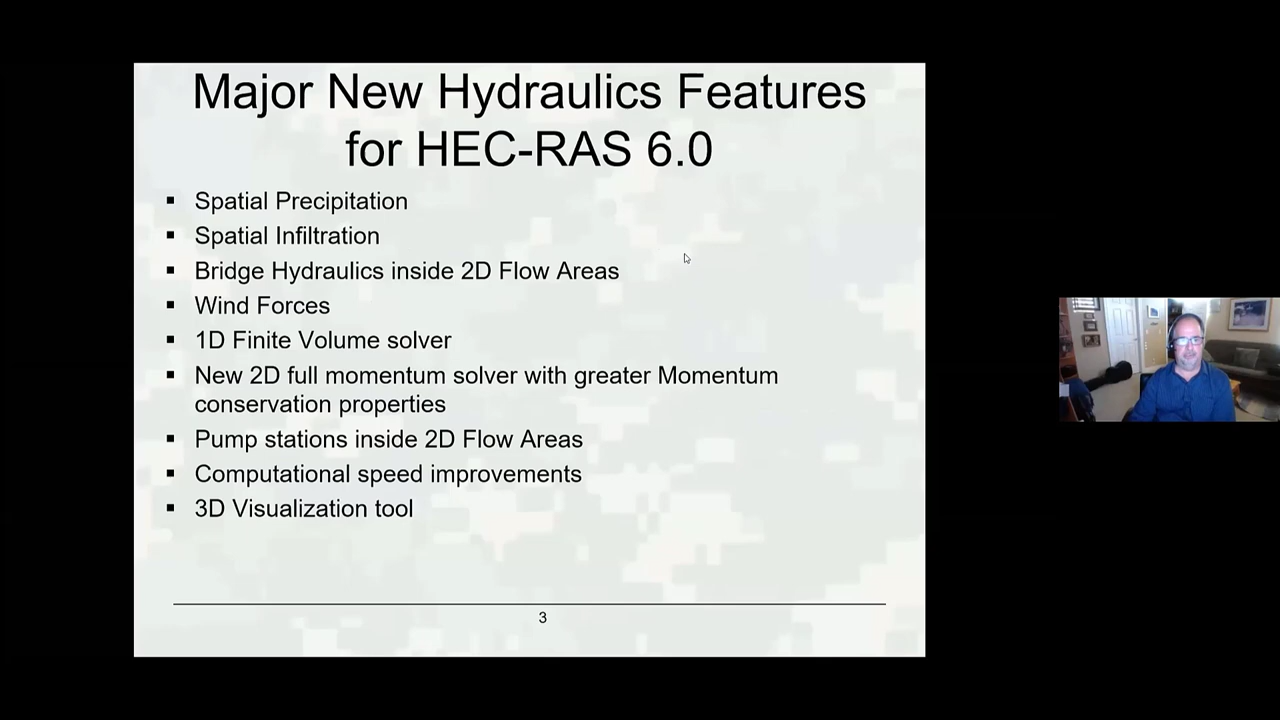 Major New Hydraulics Features
for HEC-RAS 6.0
▪ Spatial Precipitation
▪ Spatial Infiltration
▪ Bridge Hydraulics inside 2D Flow Areas
▪ Wind Forces
▪ 1D Finite Volume solver
▪ New 2D full momentum solver with greater Momentum
conservation properties
▪ Pump stations inside 2D Flow Areas
▪ Computational speed improvements
▪ 3D Visualization tool
3